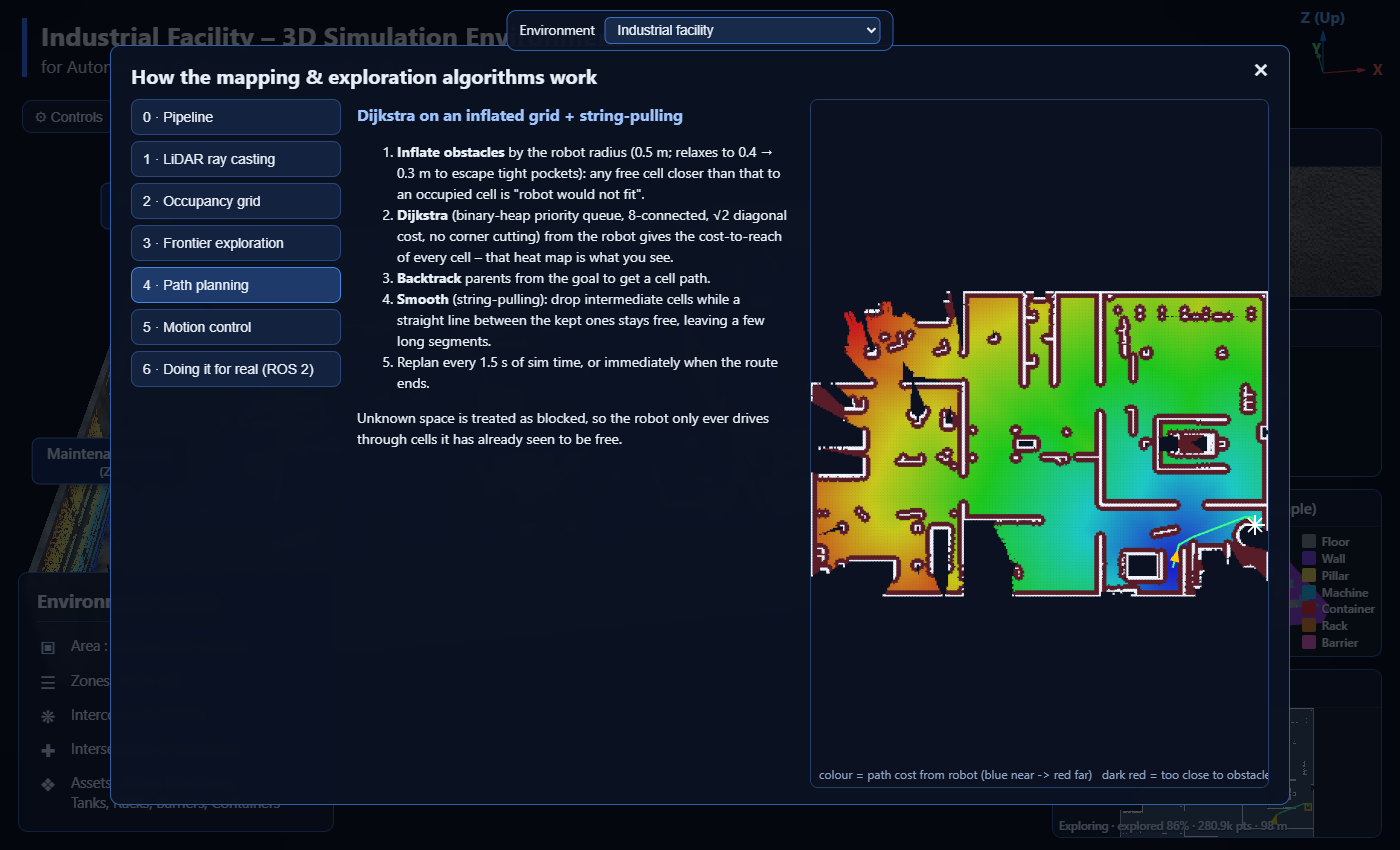 Environment
Industrial facility
Z (Up)
Industrial Facility – 3D Simulation
for Auto
Y
X
How the mapping & exploration algorithms work
×
⚙ Controls
0 · Pipeline
1 · LiDAR ray casting
2 · Occupancy grid
3 · Frontier exploration
4 · Path planning
5 · Motion control
6 · Doing it for real (ROS 2)
Dijkstra on an inflated grid + string-pulling
1. Inflate obstacles by the robot radius (0.5 m; relaxes to 0.4 →
0.3 m to escape tight pockets): any free cell closer than that to
an occupied cell is "robot would not fit".
2. Dijkstra (binary-heap priority queue, 8-connected, √2 diagonal
cost, no corner cutting) from the robot gives the cost-to-reach
of every cell – that heat map is what you see.
3. Backtrack parents from the goal to get a cell path.
4. Smooth (string-pulling): drop intermediate cells while a
straight line between the kept ones stays free, leaving a few
long segments.
5. Replan every 1.5 s of sim time, or immediately when the route
ends.
Unknown space is treated as blocked, so the robot only ever drives
through cells it has already seen to be free.
colour = path cost from robot (blue near -> red far) dark red = too close to obstacle
Maintena
(Z
Environ
Area :
Zones
Interc
Inters
Assets
Tanks, Racks, Barriers, Containers
ple)
Floor
Wall
Pillar
Machine
Container
Rack
Barrier
Exploring · explored 86% · 280.9k pts · 98 m